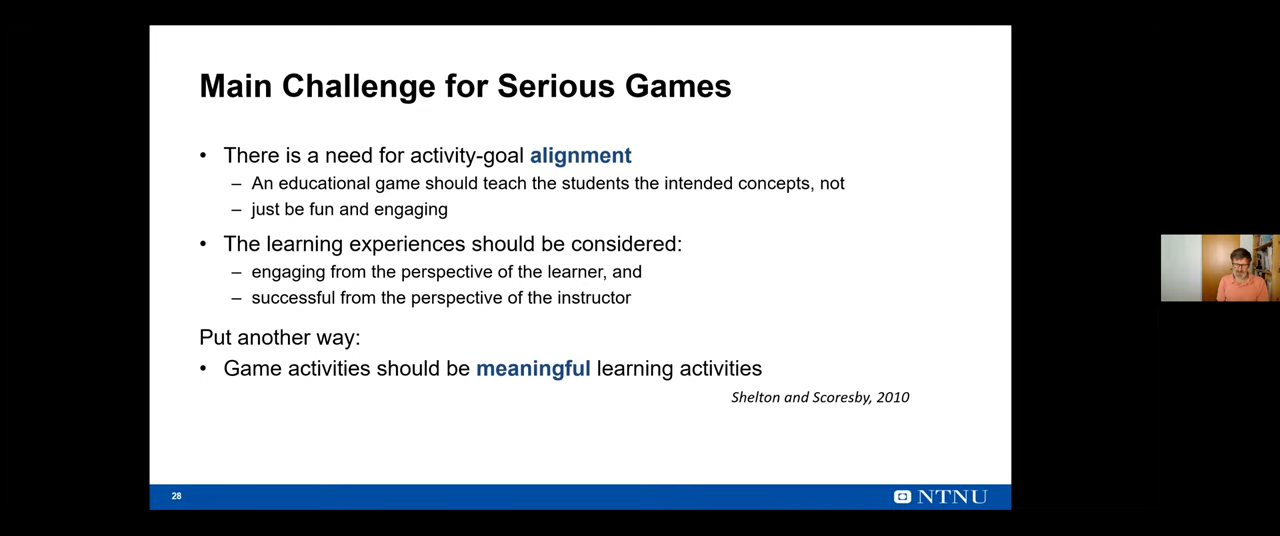 Main Challenge for Serious Games
• There is a need for activity-goal alignment
– An educational game should teach the students the intended concepts, not
– just be fun and engaging
• The learning experiences should be considered:
– engaging from the perspective of the learner, and
– successful from the perspective of the instructor
Put another way:
• Game activities should be meaningful learning activities
Shelton and Scoresby, 2010
28
NTNU